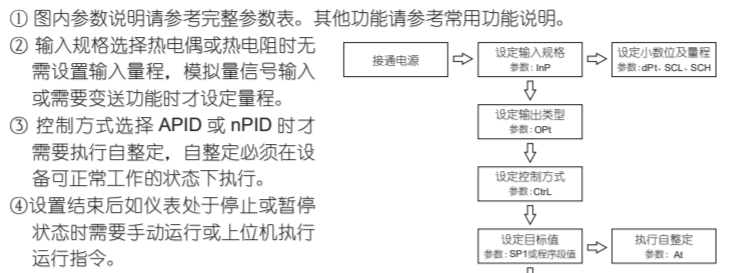 ① 图内参数说明请参考完整参数表。其他功能请参考常用功能说明。
② 输入规格选择热电偶或热电阻时无
需设置输入量程，模拟量信号输入
或需要变送功能时才设定量程。
③ 控制方式选择 APID 或 nPID 时才
需要执行自整定，自整定必须在设
备可正常工作的状态下执行。
④设置结束后如仪表处于停止或暂停
状态时需要手动运行或上位机执行
运行指令。
接通电源
设定输入规格
参数：InP
设定小数位及量程
参数：dPt、SCL、SCH
设定输出类型
参数：OPt
设定控制方式
参数：CtrL
设定目标值
参数：SP1或程序段值
执行自整定
参数：At